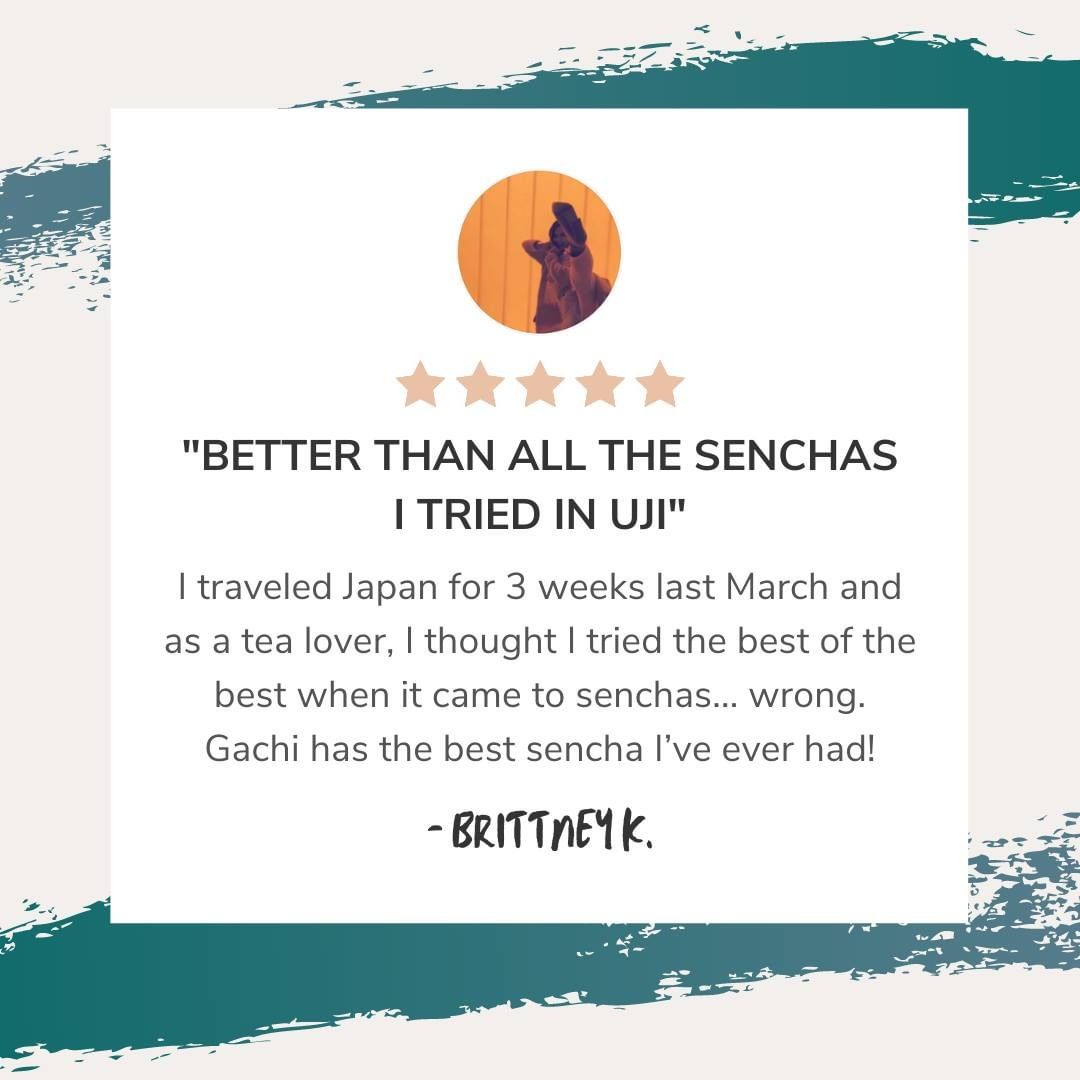 "BETTER THAN ALL THE SENCHAS
I TRIED IN UJI"
I traveled Japan for 3 weeks last March and
as a tea lover, I thought I tried the best of the
best when it came to senchas... wrong.
Gachi has the best sencha I’ve ever had!
- BRITTNEY K.